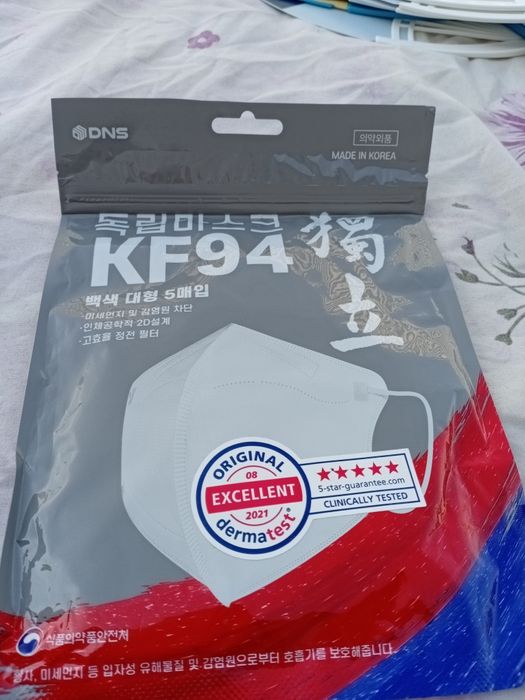 DNS
의약외품
MADE IN KOREA
독립마스크
KF94
獨立
백색 대형 5매입
·미세먼지 및 감염원 차단
·인체공학적 2D설계
·고효율 정전 필터
ORIGINAL
08
EXCELLENT
2021
dermatest®
★★★★★
5-star-guarantee.com
CLINICALLY TESTED
식품의약품안전처
황사, 미세먼지 등 입자성 유해물질 및 감염원으로부터 호흡기를 보호해줍니다.